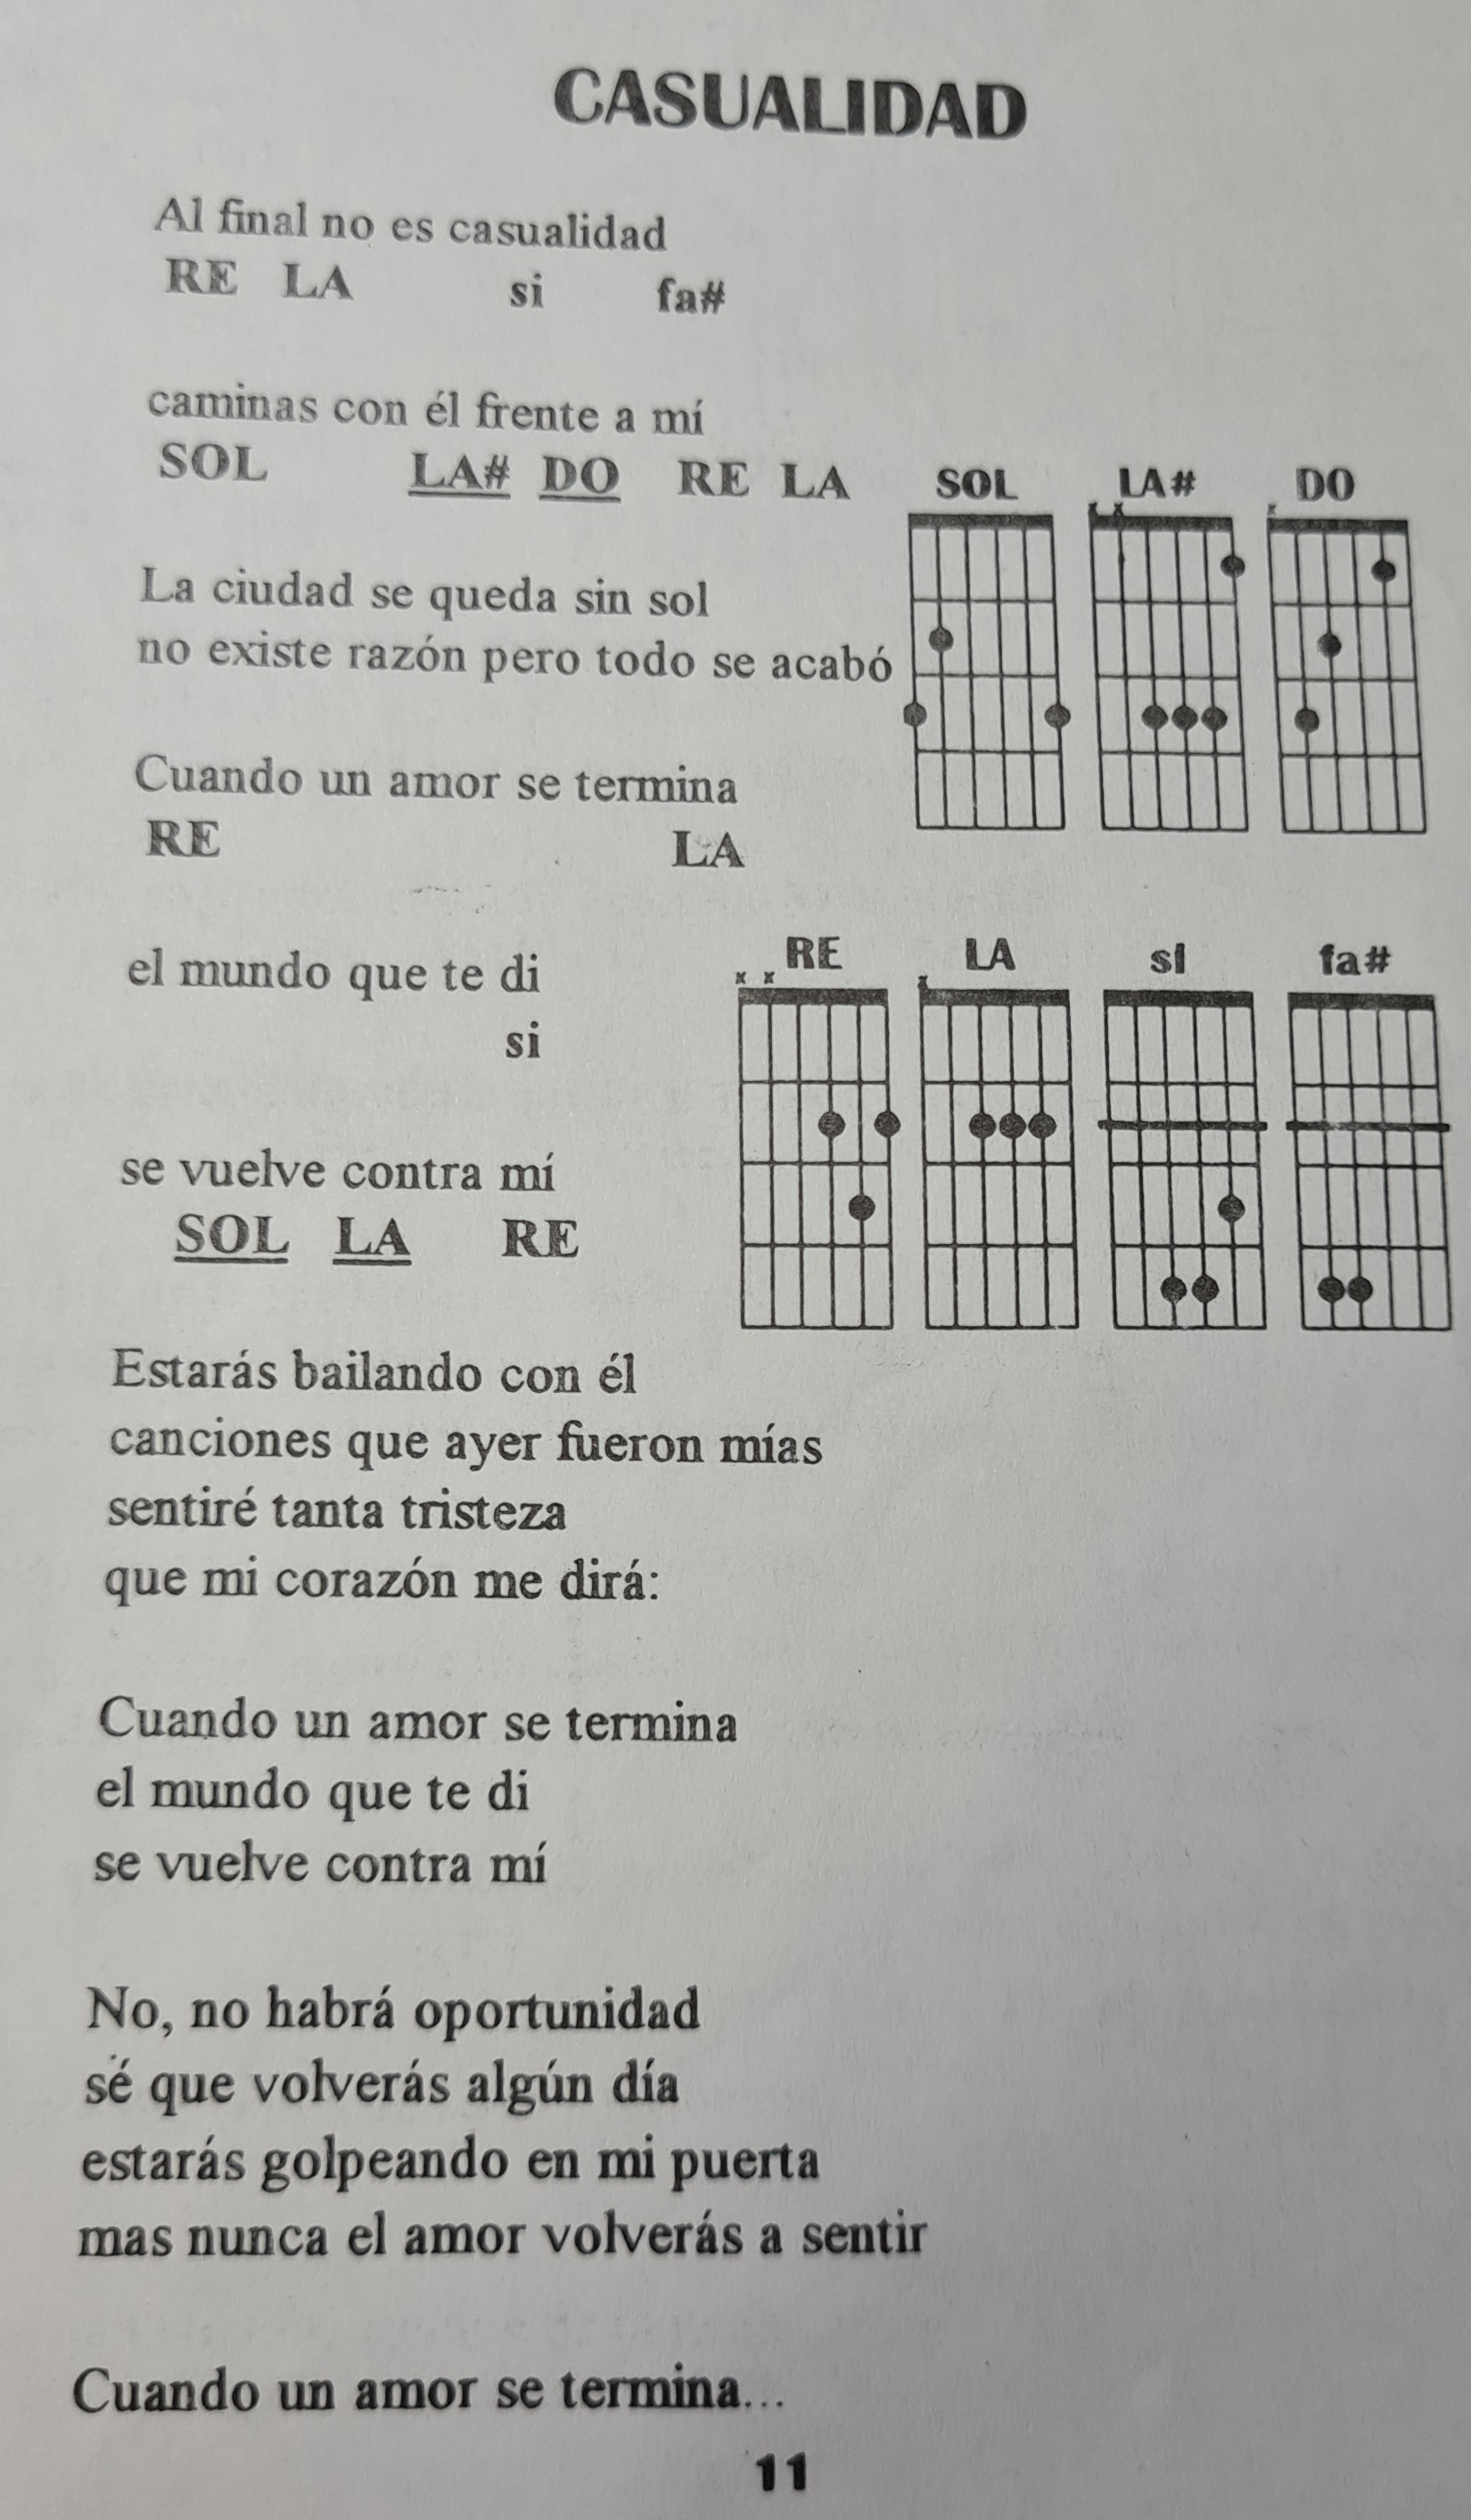 CASUALIDAD
Al final no es casualidad
RE LA si fa#
caminas con él frente a mí
SOL LA# DO RE LA
La ciudad se queda sin sol
no existe razón pero todo se acabó
Cuando un amor se termina
RE LA
el mundo que te di
si
se vuelve contra mí
SOL LA RE
SOL LA# DO
x x x
RE LA sI fa#
x x x
Estarás bailando con él
canciones que ayer fueron mías
sentiré tanta tristeza
que mi corazón me dirá:
Cuando un amor se termina
el mundo que te di
se vuelve contra mí
No, no habrá oportunidad
sé que volverás algún día
estarás golpeando en mi puerta
mas nunca el amor volverás a sentir
Cuando un amor se termina...
11